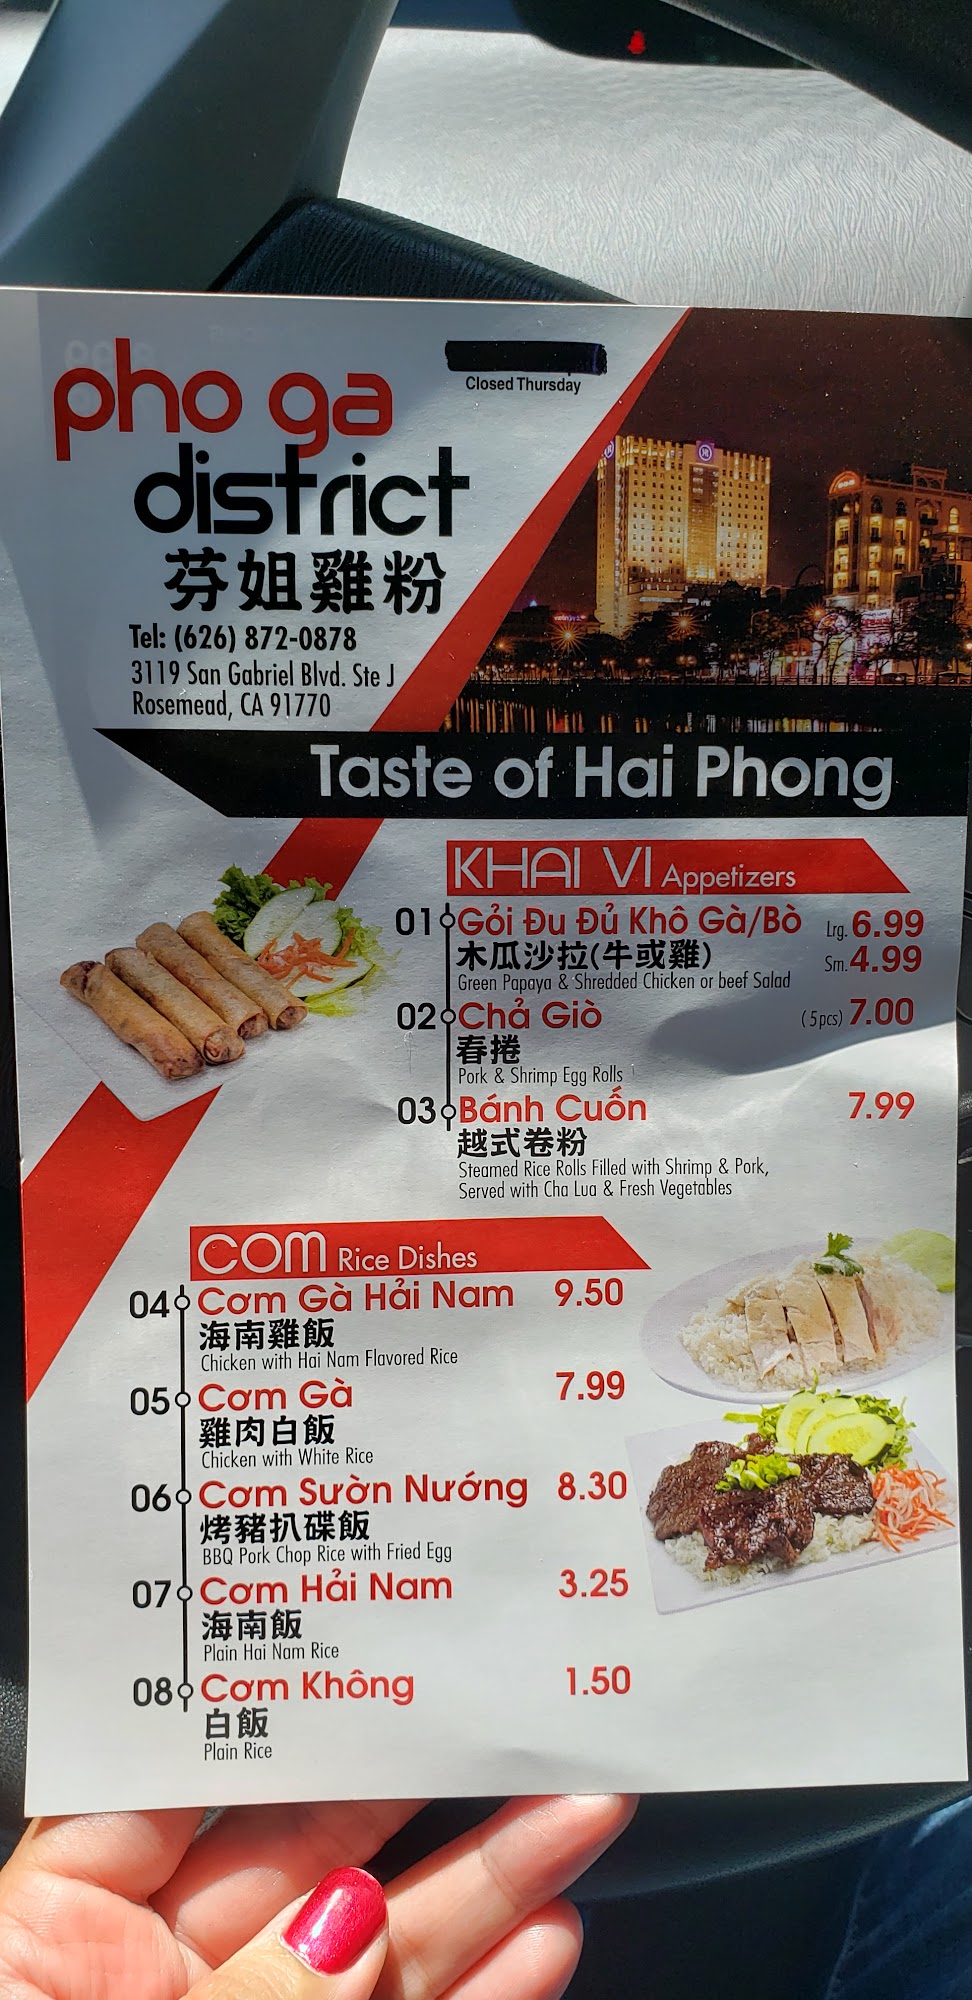 pho ga
district
芬姐雞粉
Closed Thursday
Tel: (626) 872-0878
3119 San Gabriel Blvd. Ste J
Rosemead, CA 91770
Taste of Hai Phong
KHAI VI Appetizers
01 Gỏi Đu Đủ Khô Gà/Bò Lrg. 6.99
木瓜沙拉(牛或雞) Sm. 4.99
Green Papaya & Shredded Chicken or beef Salad
02 Chả Giò (5pcs) 7.00
春捲
Pork & Shrimp Egg Rolls
03 Bánh Cuốn 7.99
越式卷粉
Steamed Rice Rolls Filled with Shrimp & Pork,
Served with Cha Lua & Fresh Vegetables
COM Rice Dishes
04 Cơm Gà Hải Nam 9.50
海南雞飯
Chicken with Hai Nam Flavored Rice
05 Cơm Gà 7.99
雞肉白飯
Chicken with White Rice
06 Cơm Sườn Nướng 8.30
烤豬扒碟飯
BBQ Pork Chop Rice with Fried Egg
07 Cơm Hải Nam 3.25
海南飯
Plain Hai Nam Rice
08 Cơm Không 1.50
白飯
Plain Rice